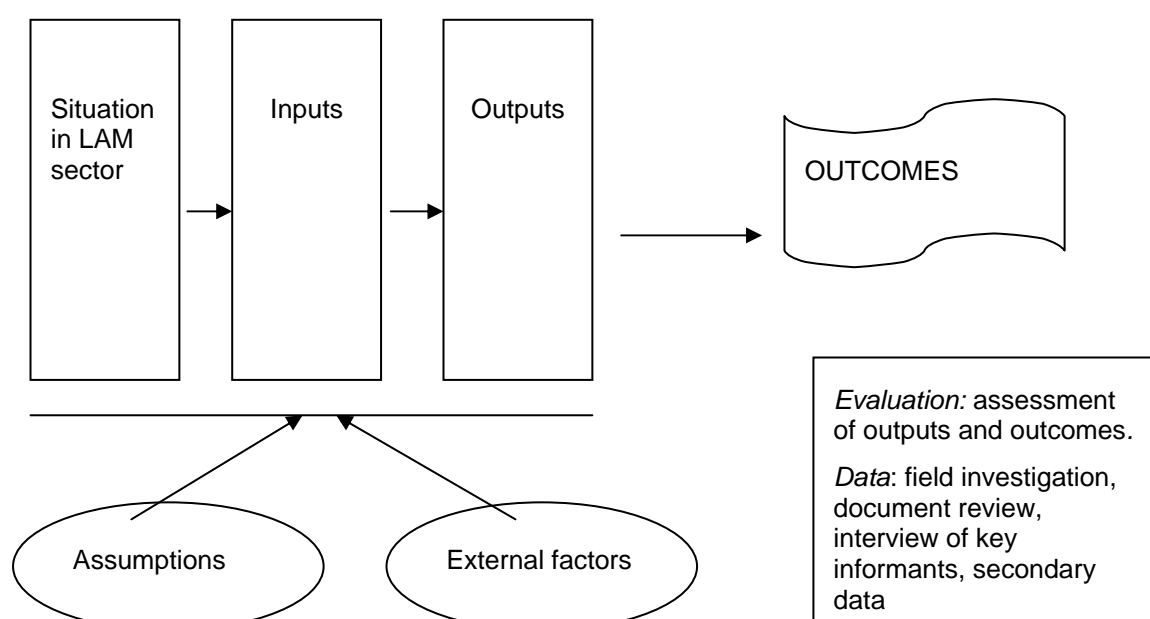 Situation
in LAM
sector
Inputs
Outputs
OUTCOMES
Evaluation: assessment
of outputs and outcomes.
Data: field investigation,
document review,
interview of key
informants, secondary
data
Assumptions
External factors